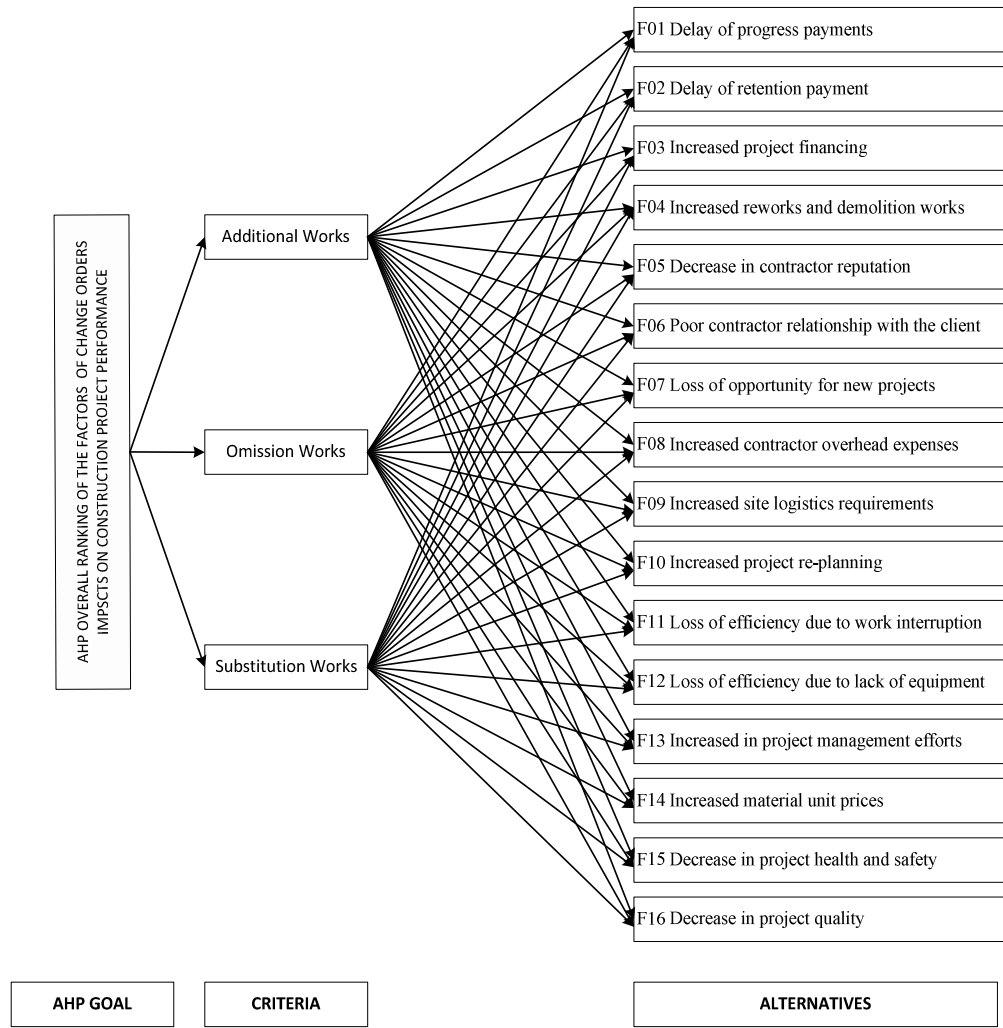 AHP OVERALL RANKING OF THE FACTORS OF CHANGE ORDERS
IMPSCTS ON CONSTRUCTION PROJECT PERFORMANCE
Additional Works
Omission Works
Substitution Works
F01 Delay of progress payments
F02 Delay of retention payment
F03 Increased project financing
F04 Increased reworks and demolition works
F05 Decrease in contractor reputation
F06 Poor contractor relationship with the client
F07 Loss of opportunity for new projects
F08 Increased contractor overhead expenses
F09 Increased site logistics requirements
F10 Increased project re-planning
F11 Loss of efficiency due to work interruption
F12 Loss of efficiency due to lack of equipment
F13 Increased in project management efforts
F14 Increased material unit prices
F15 Decrease in project health and safety
F16 Decrease in project quality
AHP GOAL
CRITERIA
ALTERNATIVES